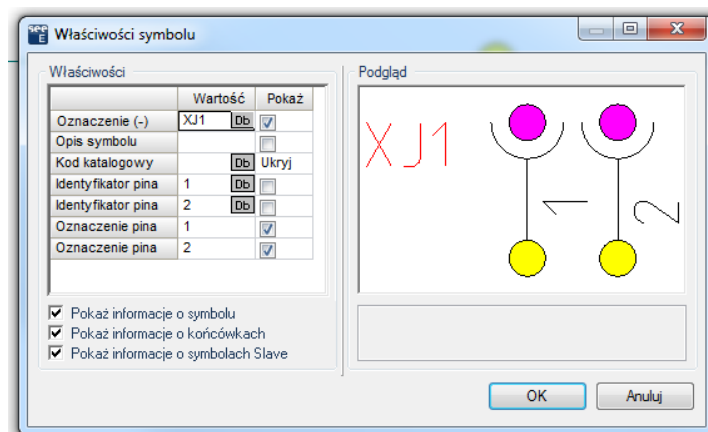 see
E
Właściwości symbolu
Właściwości
Wartość Pokaż
Oznaczenie (-) XJ1 Db
Opis symbolu
Kod katalogowy Db Ukryj
Identyfikator pina 1 Db
Identyfikator pina 2 Db
Oznaczenie pina 1
Oznaczenie pina 2
Pokaż informacje o symbolu
Pokaż informacje o końcówkach
Pokaż informacje o symbolach Slave
Podgląd
XJ1
1
2
OK
Anuluj